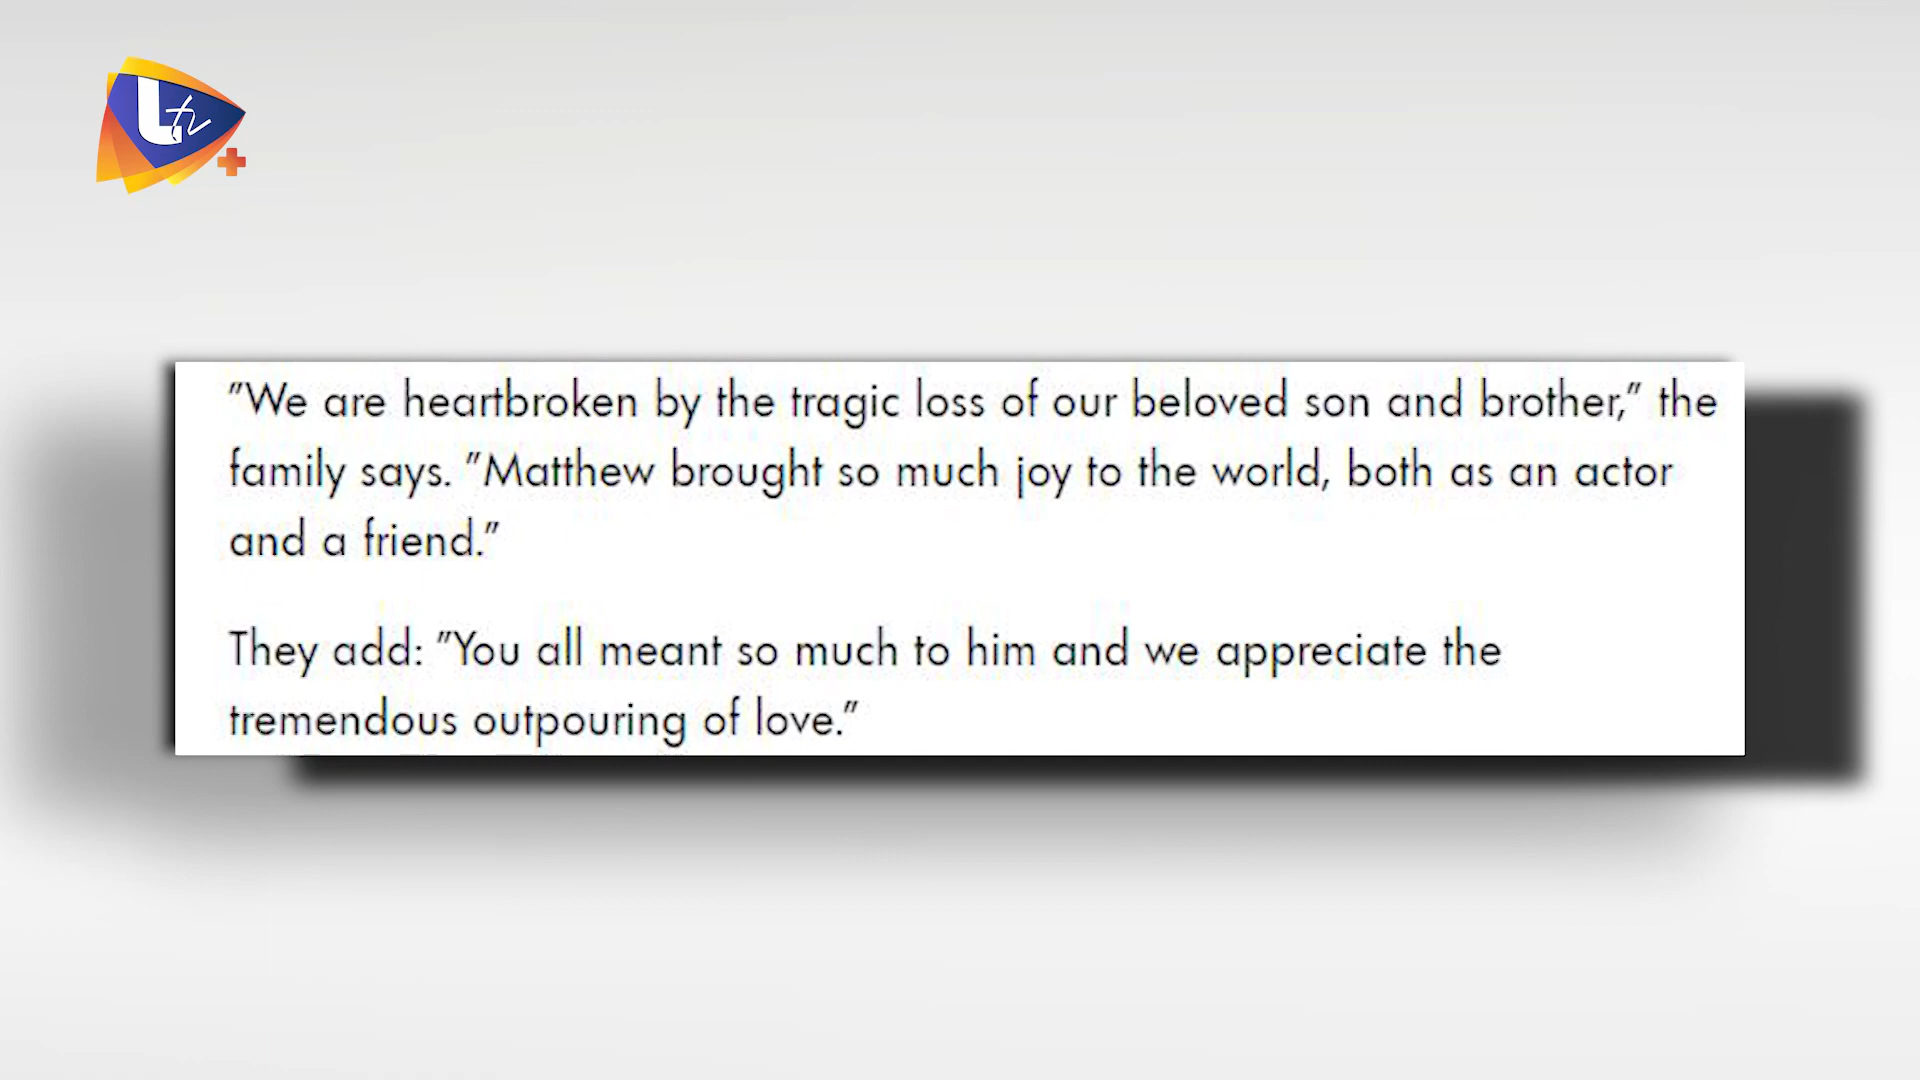 Ltv
"We are heartbroken by the tragic loss of our beloved son and brother," the
family says. "Matthew brought so much joy to the world, both as an actor
and a friend."
They add: "You all meant so much to him and we appreciate the
tremendous outpouring of love."